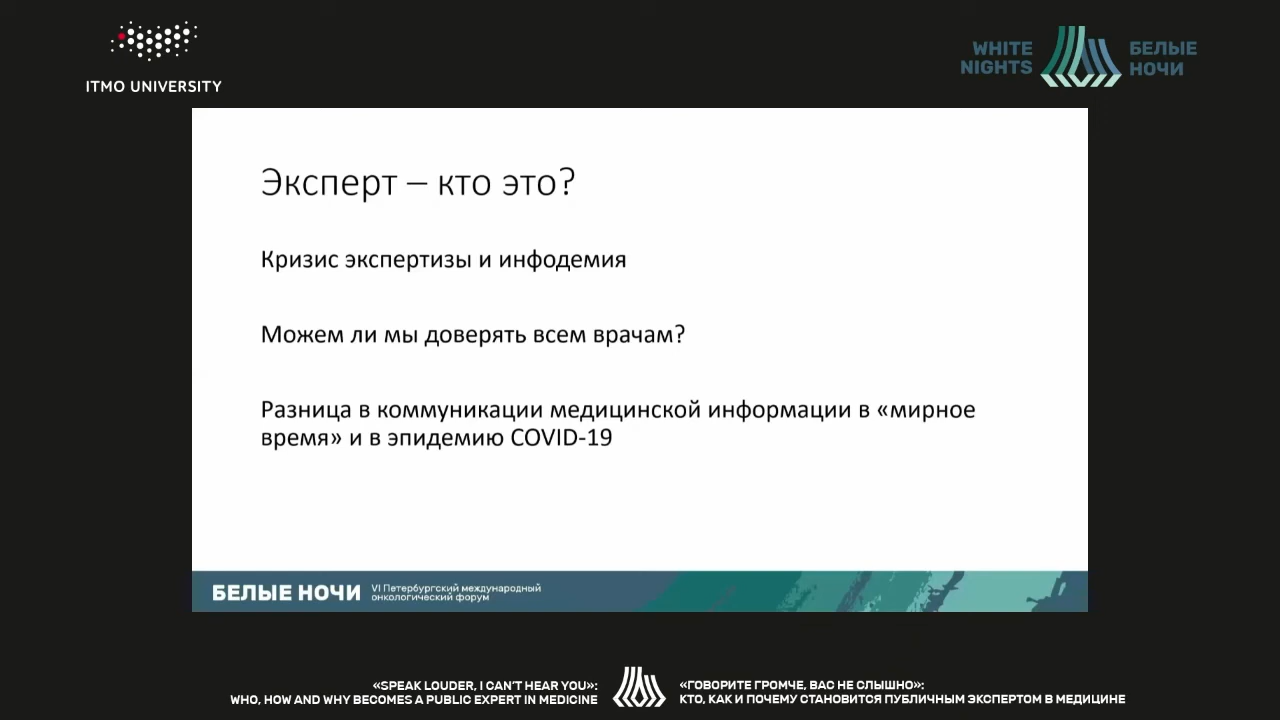 ITMO UNIVERSITY
WHITE
NIGHTS
БЕЛЫЕ
НОЧИ
Эксперт – кто это?
Кризис экспертизы и инфодемия
Можем ли мы доверять всем врачам?
Разница в коммуникации медицинской информации в «мирное
время» и в эпидемию COVID-19
БЕЛЫЕ НОЧИ
VI Петербургский международный
онкологический форум
«SPEAK LOUDER, I CAN'T HEAR YOU»:
WHO, HOW AND WHY BECOMES A PUBLIC EXPERT IN MEDICINE
«ГОВОРИТЕ ГРОМЧЕ, ВАС НЕ СЛЫШНО»:
КТО, КАК И ПОЧЕМУ СТАНОВИТСЯ ПУБЛИЧНЫМ ЭКСПЕРТОМ В МЕДИЦИНЕ